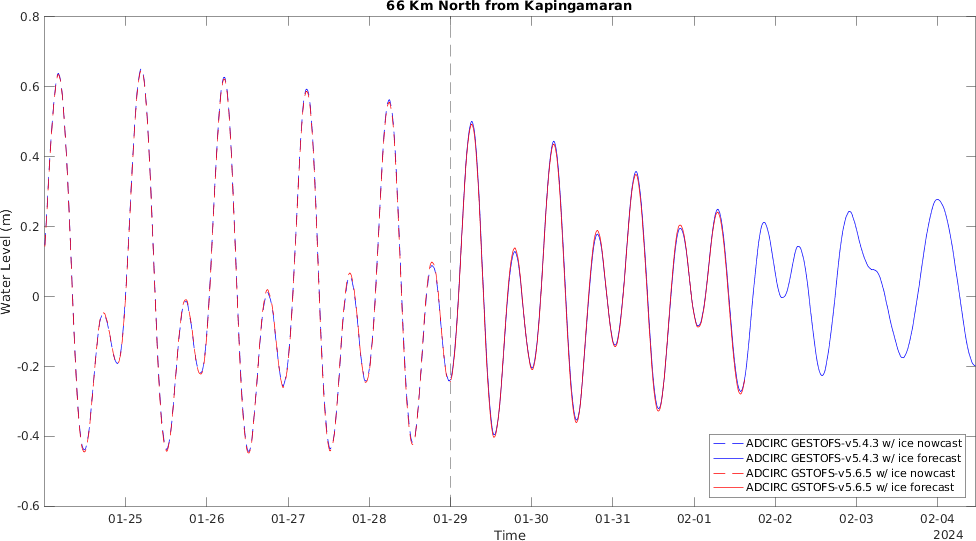 66 Km North from Kapingamaran
0.8
0.6
0.4
0.2
0
-0.2
-0.4
-0.6
Water Level (m)
ADCIRC GESTOFS-v5.4.3 w/ ice nowcast
ADCIRC GESTOFS-v5.4.3 w/ ice forecast
ADCIRC GSTOFS-v5.6.5 w/ ice nowcast
ADCIRC GSTOFS-v5.6.5 w/ ice forecast
01-25 01-26 01-27 01-28 01-29 01-30 01-31 02-01 02-02 02-03 02-04
Time
2024